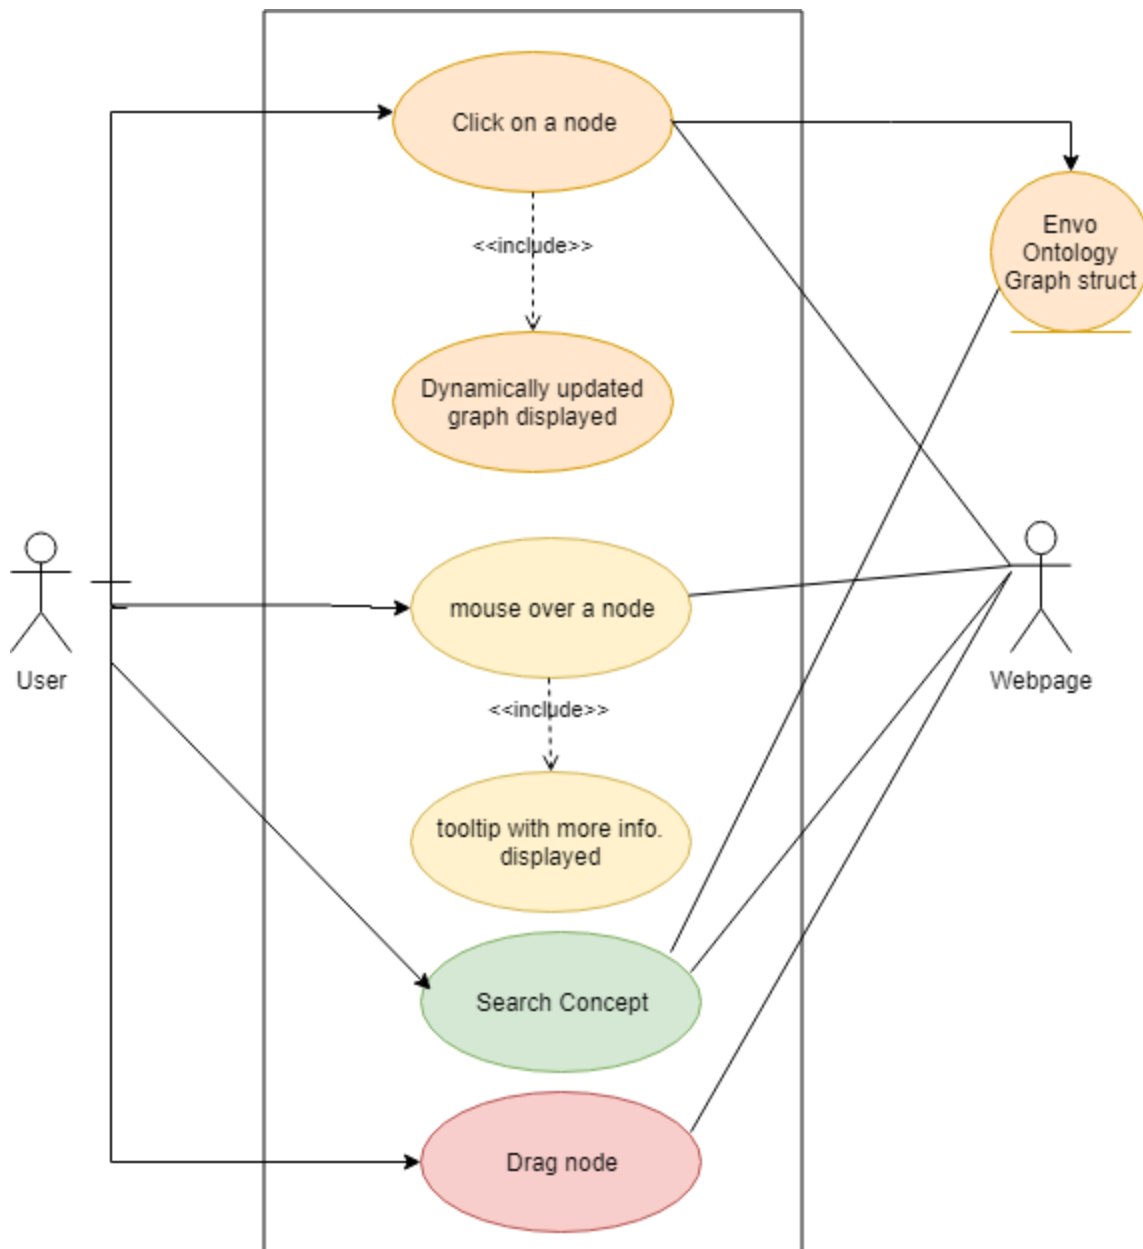 Click on a node
<<include>>
Envo
Ontology
Graph struct
Dynamically updated
graph displayed
mouse over a node
User
Webpage
<<include>>
tooltip with more info.
displayed
Search Concept
Drag node